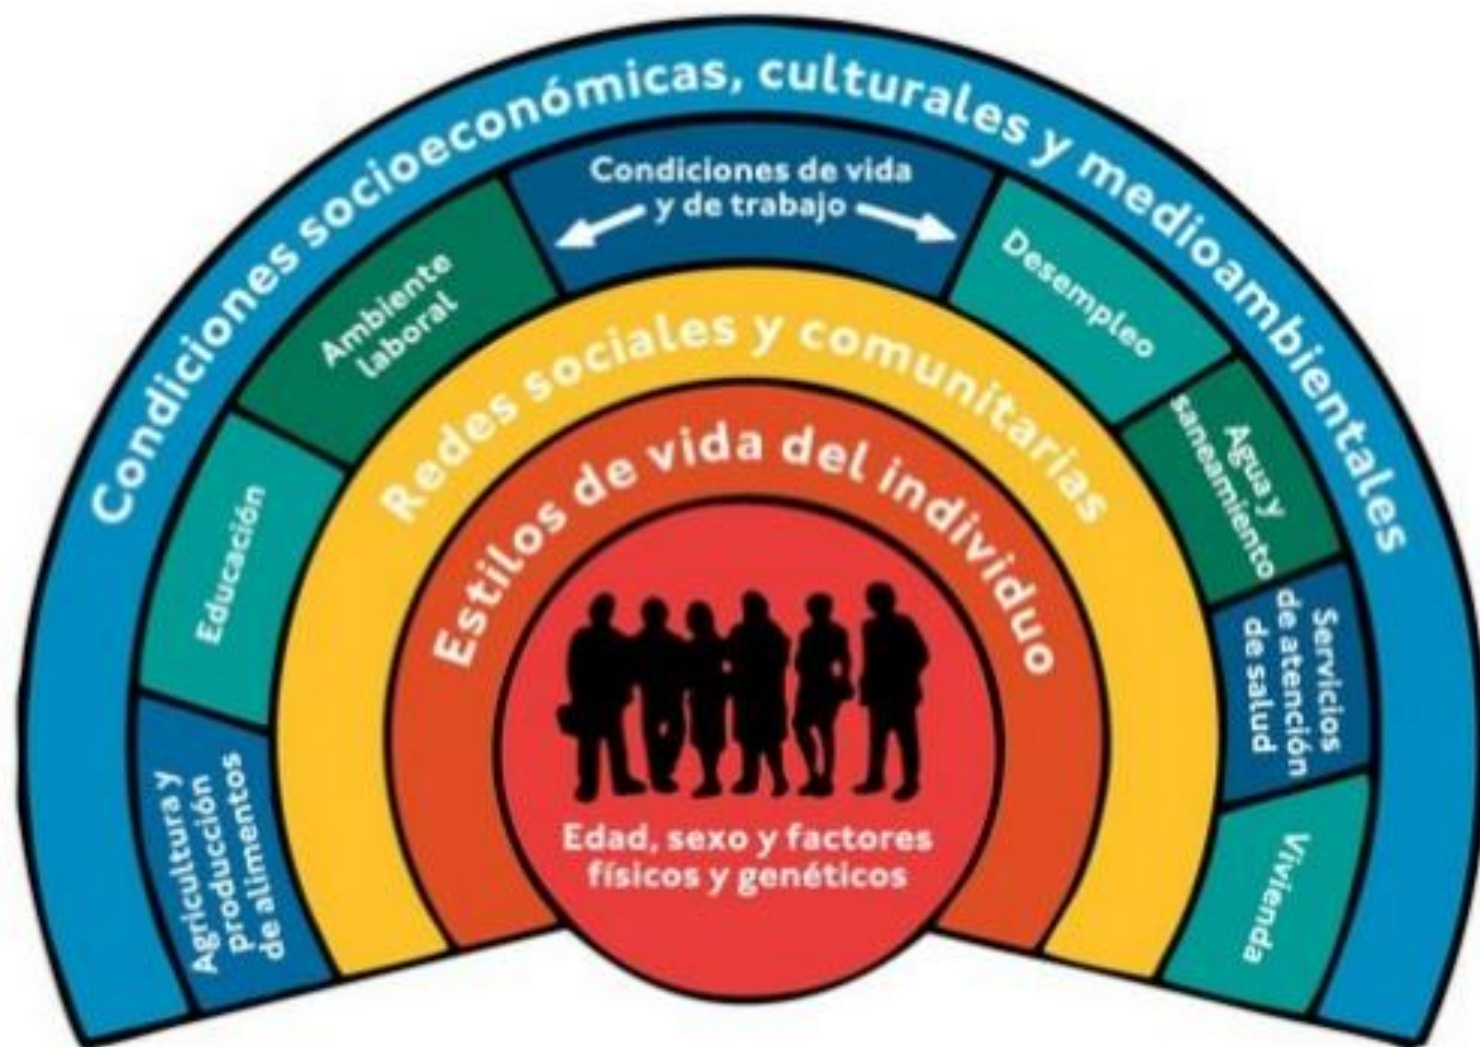 Condiciones socioeconómicas, culturales y medioambientales
Condiciones de vida
y de trabajo
Agricultura y
producción
de alimentos
Educación
Ambiente
laboral
Desempleo
Agua y
saneamiento
Servicios
de atención
de salud
Vivienda
Redes sociales y comunitarias
Estilos de vida del individuo
Edad, sexo y factores
físicos y genéticos